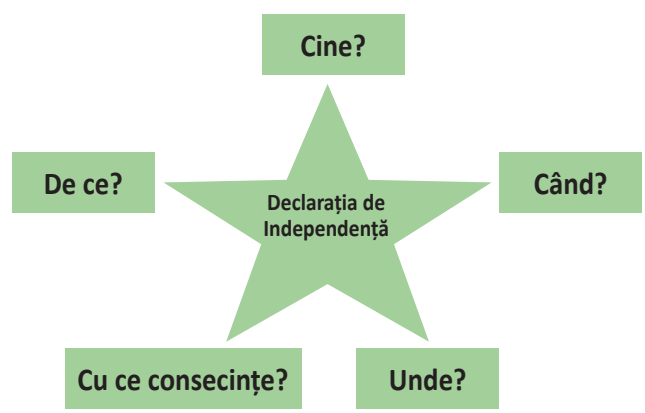 Cine?
De ce?
Declarația de
Independență
Când?
Cu ce consecințe?
Unde?